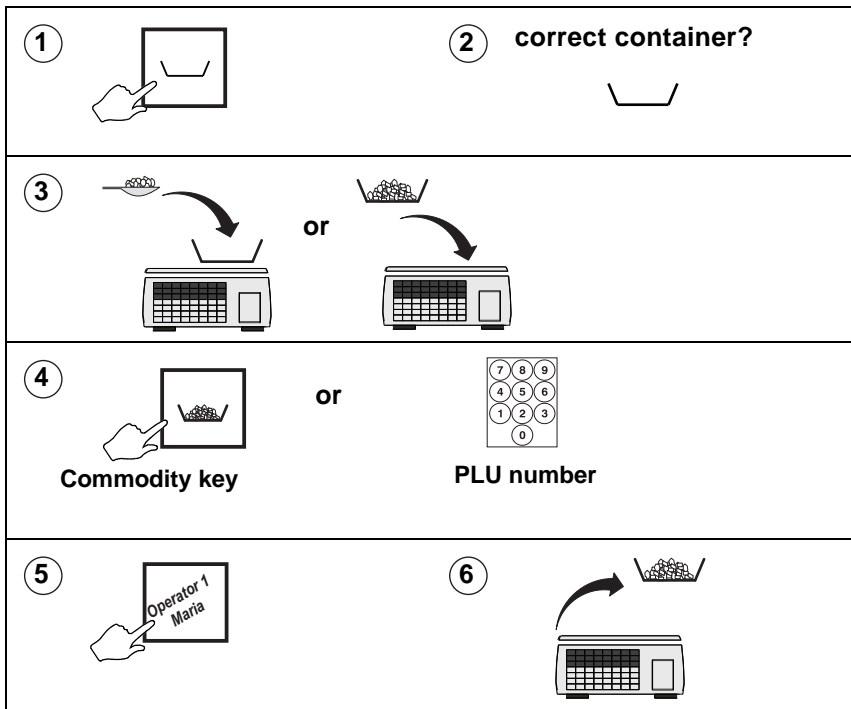 1
2
correct container?
3
or
4
or
7 8 9
4 5 6
1 2 3
0
Commodity key
PLU number
5
Operator 1
Maria
6